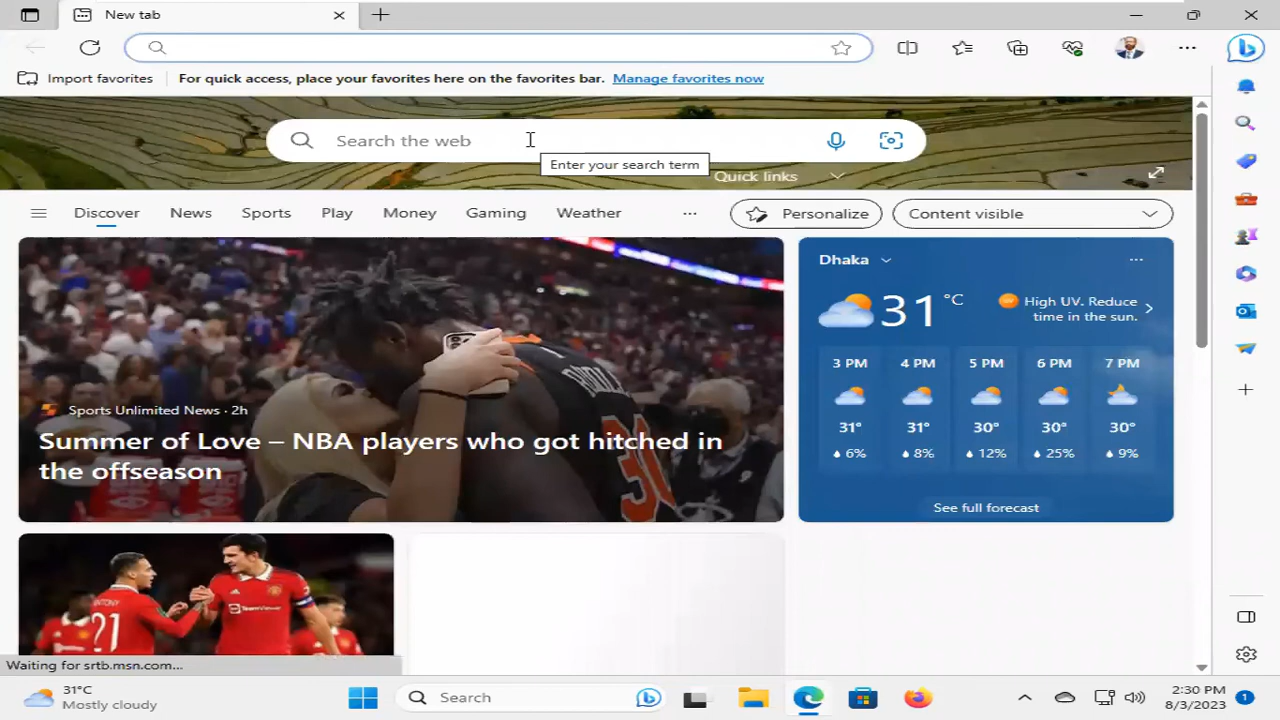 New tab
Import favorites
For quick access, place your favorites here on the favorites bar. Manage favorites now
Search the web
Enter your search term
Quick links
Discover
News
Sports
Play
Money
Gaming
Weather
Personalize
Content visible
Sports Unlimited News · 2h
Summer of Love – NBA players who got hitched in
the offseason
Dhaka
31 °C
High UV. Reduce
time in the sun.
3 PM 4 PM 5 PM 6 PM 7 PM
31° 31° 30° 30° 30°
6% 8% 12% 25% 9%
See full forecast
30
ANTONY
21
TeamViewer
Waiting for srtb.msn.com...
31°C
Mostly cloudy
Search
2:30 PM
8/3/2023
1